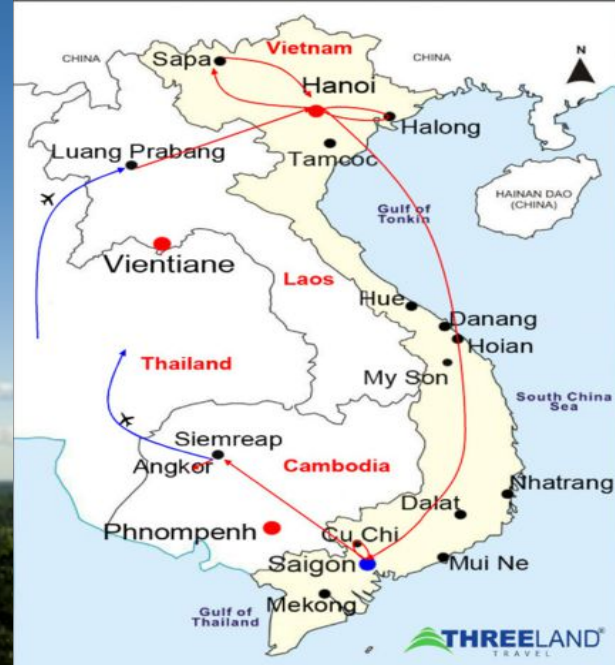 Vietnam
CHINA
CHINA
Sapa
N
Hanoi
Halong
Luang Prabang
Tamcoc
HAINAN DAO
(CHINA)
Gulf of
Tonkin
Vientiane
Laos
Hue
Danang
Hoian
Thailand
My Son
South China
Sea
Siemreap
Angkor
Cambodia
Nhatrang
Dalat
Phnompenh
Cu Chi
Saigon
Mui Ne
Mekong
Gulf of
Thailand
THREELAND®
TRAVEL